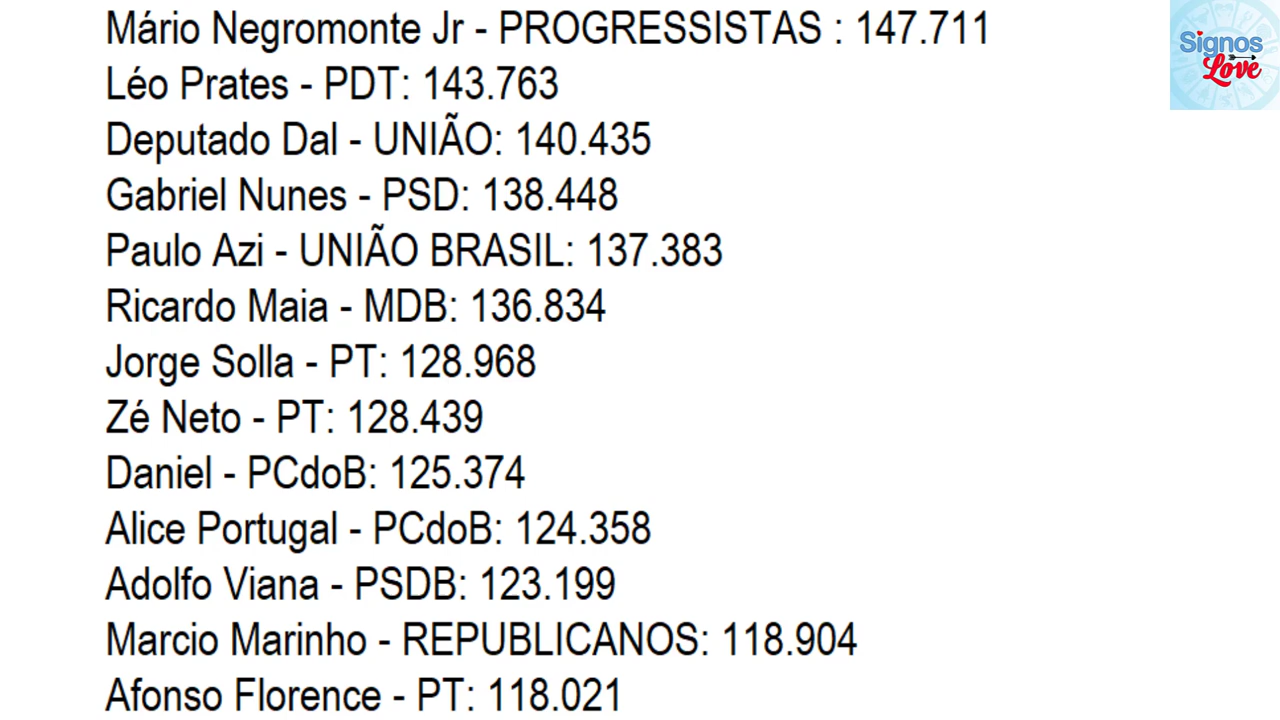 Mário Negromonte Jr - PROGRESSISTAS : 147.711
Léo Prates - PDT: 143.763
Deputado Dal - UNIÃO: 140.435
Gabriel Nunes - PSD: 138.448
Paulo Azi - UNIÃO BRASIL: 137.383
Ricardo Maia - MDB: 136.834
Jorge Solla - PT: 128.968
Zé Neto - PT: 128.439
Daniel - PCdoB: 125.374
Alice Portugal - PCdoB: 124.358
Adolfo Viana - PSDB: 123.199
Marcio Marinho - REPUBLICANOS: 118.904
Afonso Florence - PT: 118.021
Signos
Love